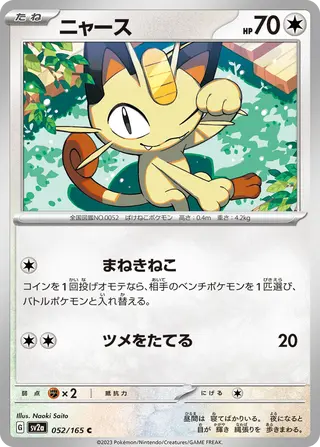 たね ニャース HP70
全国図鑑NO.0052 ばけねこポケモン 高さ:0.4m 重さ:4.2kg
まねきねこ
コインを1回投げオモテなら、相手のベンチポケモンを1匹選び、
バトルポケモンと入れ替える。
ツメをたてる 20
弱点 ×2 抵抗力 にげる
Illus. Naoki Saito
G sv2a 052/165 C
昼間は 寝てばかりいる。夜に
なると 目が 輝き 縄張りを
歩きまわる。
©2023 Pokémon/Nintendo/Creatures/GAME FREAK.